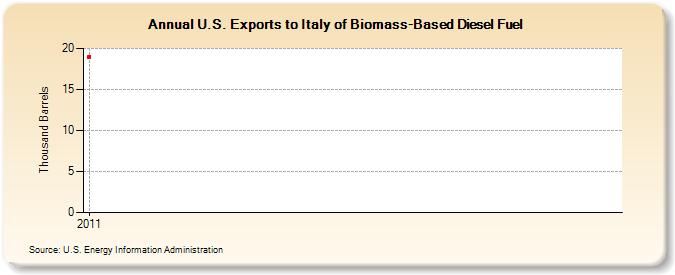 Annual U.S. Exports to Italy of Biomass-Based Diesel Fuel
Thousand Barrels
20
15
10
5
0
2011
Source: U.S. Energy Information Administration